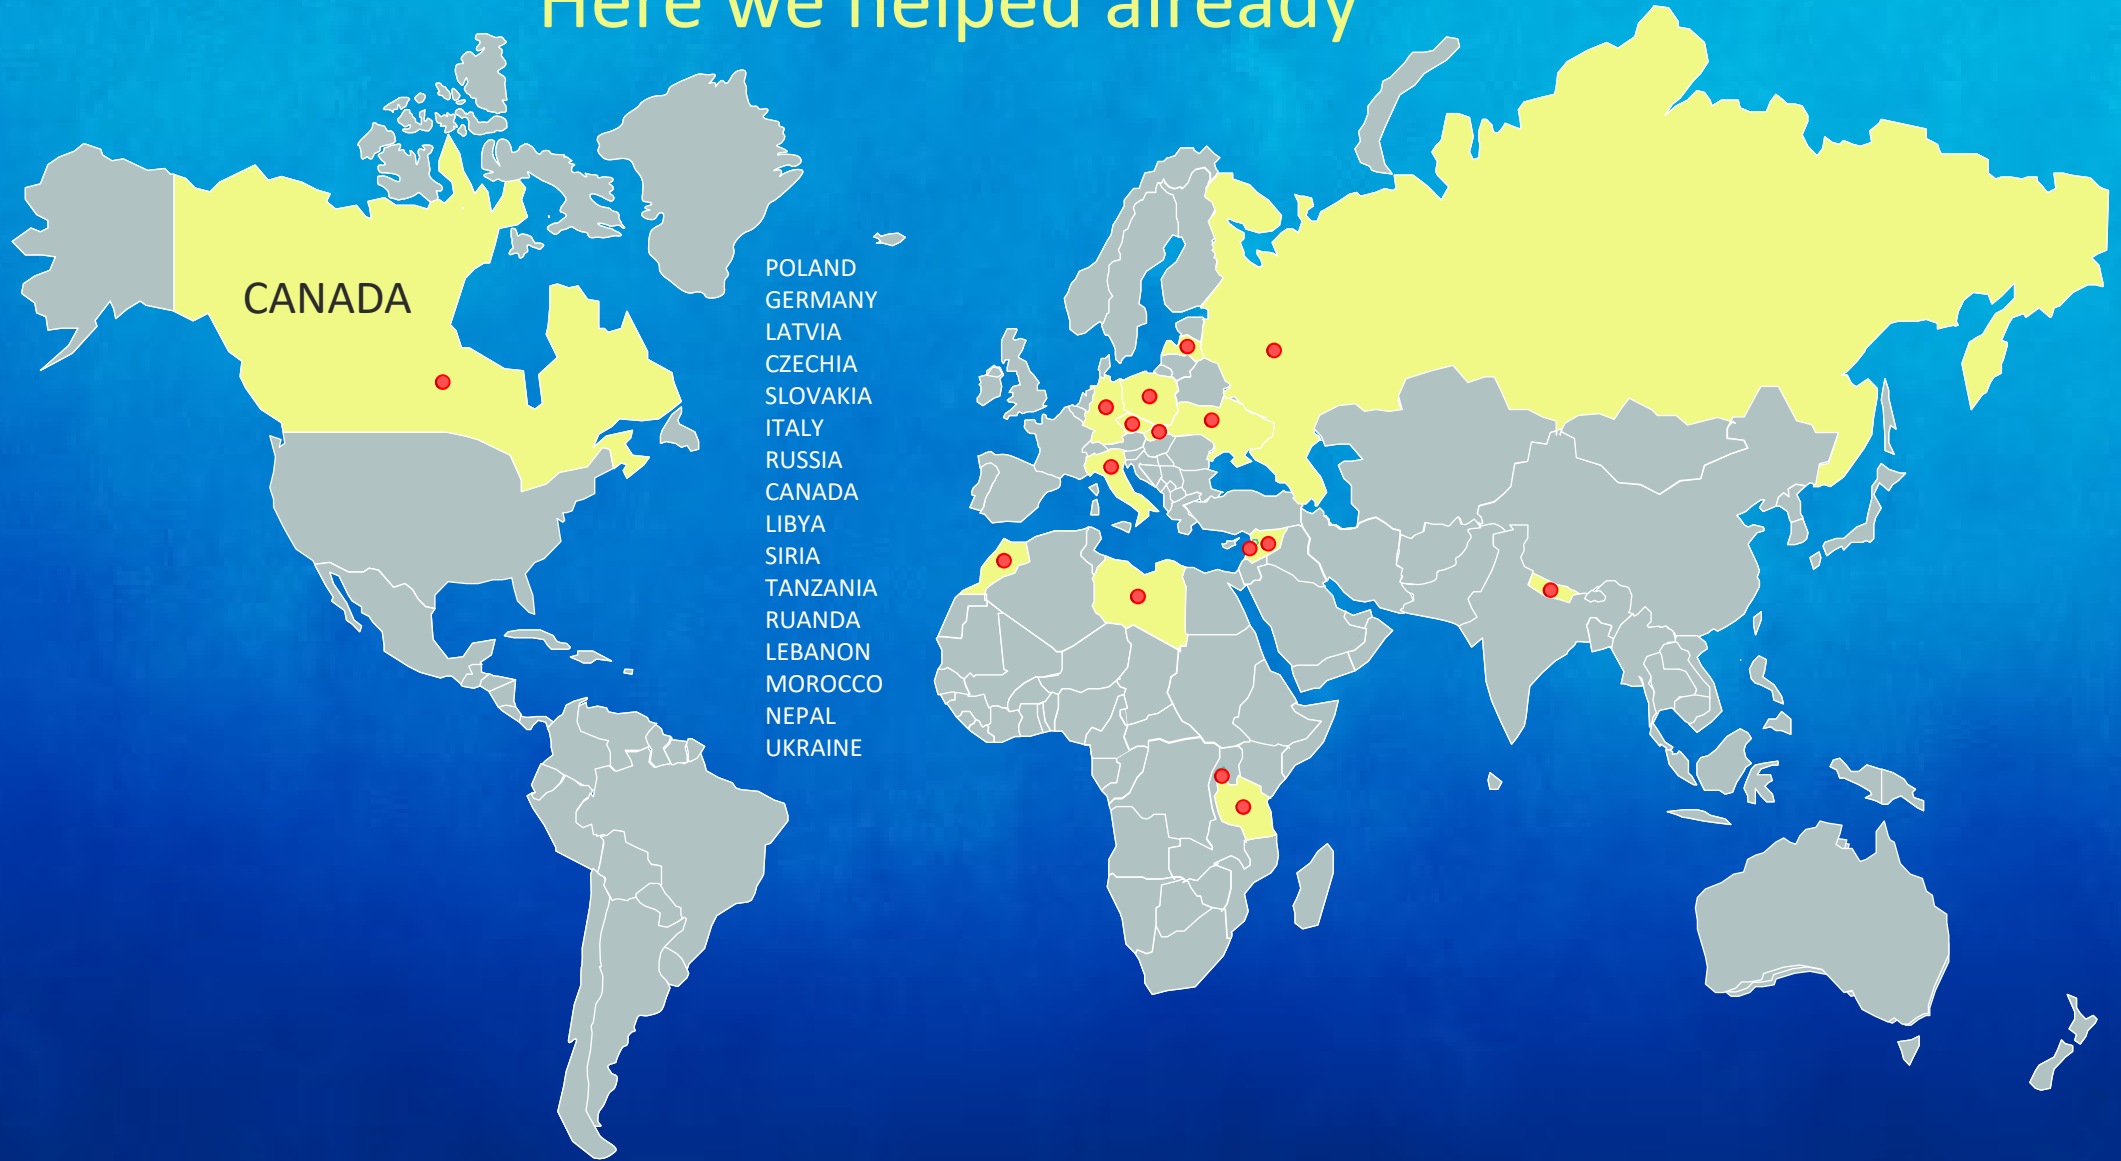 Here we helped already
CANADA
POLAND
GERMANY
LATVIA
CZECHIA
SLOVAKIA
ITALY
RUSSIA
CANADA
LIBYA
SIRIA
TANZANIA
RUANDA
LEBANON
MOROCCO
NEPAL
UKRAINE